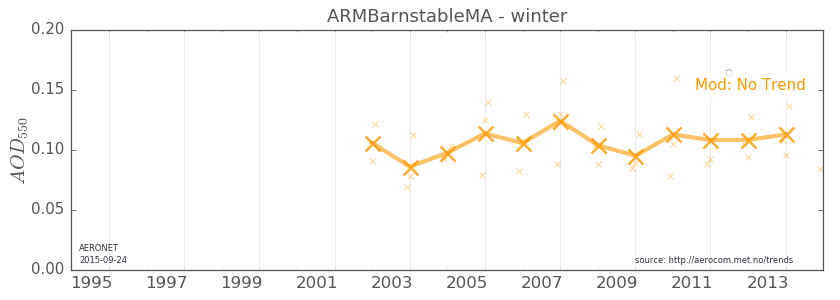 ARMBarnstableMA - winter
0.20
0.15
0.10
0.05
0.00
AOD550
Mod: No Trend
AERONET
2015-09-24
source: http://aerocom.met.no/trends
1995 1997 1999 2001 2003 2005 2007 2009 2011 2013